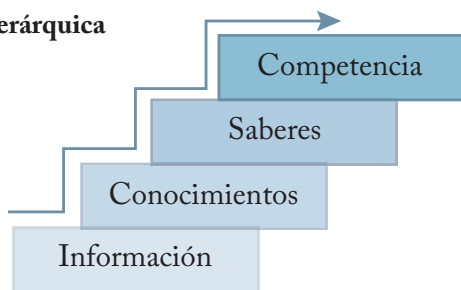 erárquica
Competencia
Saberes
Conocimientos
Información